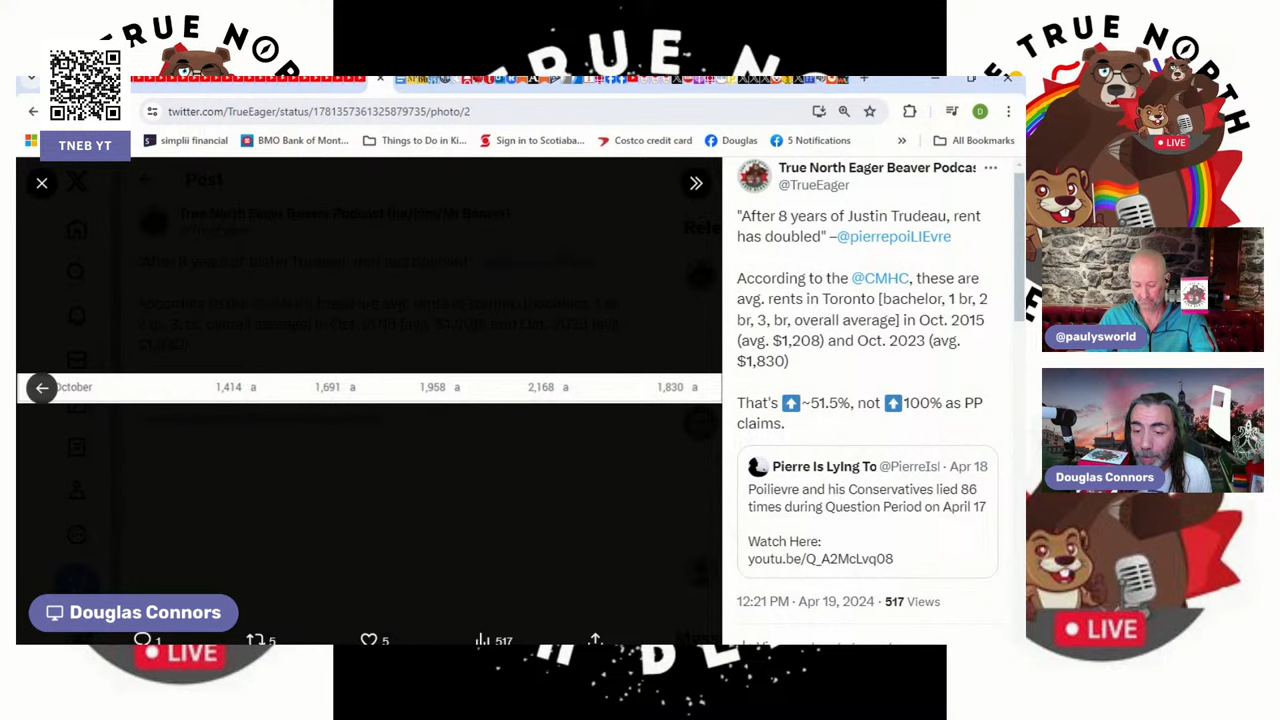 TRUE NO
TRUE N
TRUE NORTH
LIVE
TNEB YT
twitter.com/TrueEager/status/1781357361325879735/photo/2
simplii financial
BMO Bank of Mont...
Things to Do in Ki...
Sign in to Scotiaba...
Costco credit card
Douglas
5 Notifications
»
All Bookmarks
Post
True North Eager Beaver Podcas
@TrueEager
"After 8 years of Justin Trudeau, rent
has doubled" –@pierrepoiLIEvre
According to the @CMHC, these are
avg. rents in Toronto [bachelor, 1 br, 2
br, 3, br, overall average] in Oct. 2015
(avg. $1,208) and Oct. 2023 (avg.
$1,830)
That's ⬆~51.5%, not ⬆100% as PP
claims.
October 1,414 a 1,691 a 1,958 a 2,168 a 1,830 a
Pierre Is LyIng To @PierreIsl · Apr 18
Poilievre and his Conservatives lied 86
times during Question Period on April 17
Watch Here:
youtu.be/Q_A2McLvq08
12:21 PM · Apr 19, 2024 · 517 Views
1 5 5 517
@paulysworld
Douglas Connors
Douglas Connors
LIVE
LIVE